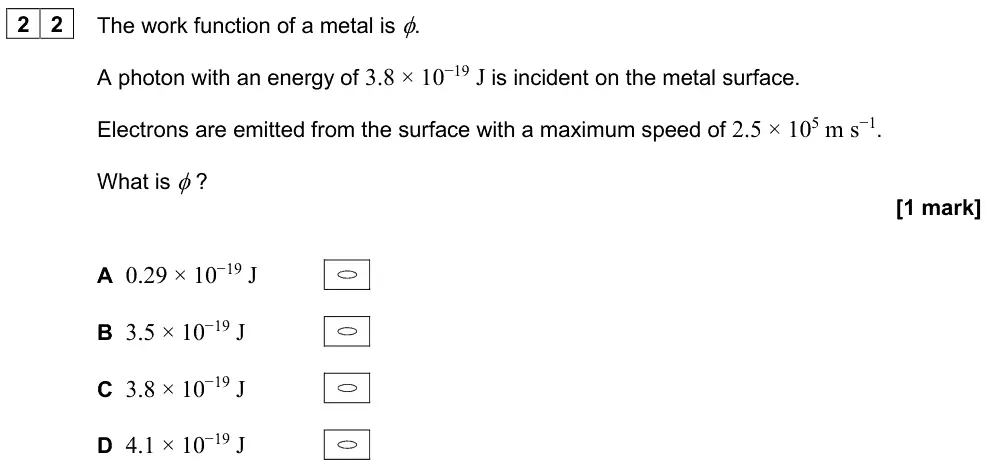 2 2 The work function of a metal is ϕ.
A photon with an energy of 3.8 × 10⁻¹⁹ J is incident on the metal surface.
Electrons are emitted from the surface with a maximum speed of 2.5 × 10⁵ m s⁻¹.
What is ϕ ?
[1 mark]
A 0.29 × 10⁻¹⁹ J
B 3.5 × 10⁻¹⁹ J
C 3.8 × 10⁻¹⁹ J
D 4.1 × 10⁻¹⁹ J